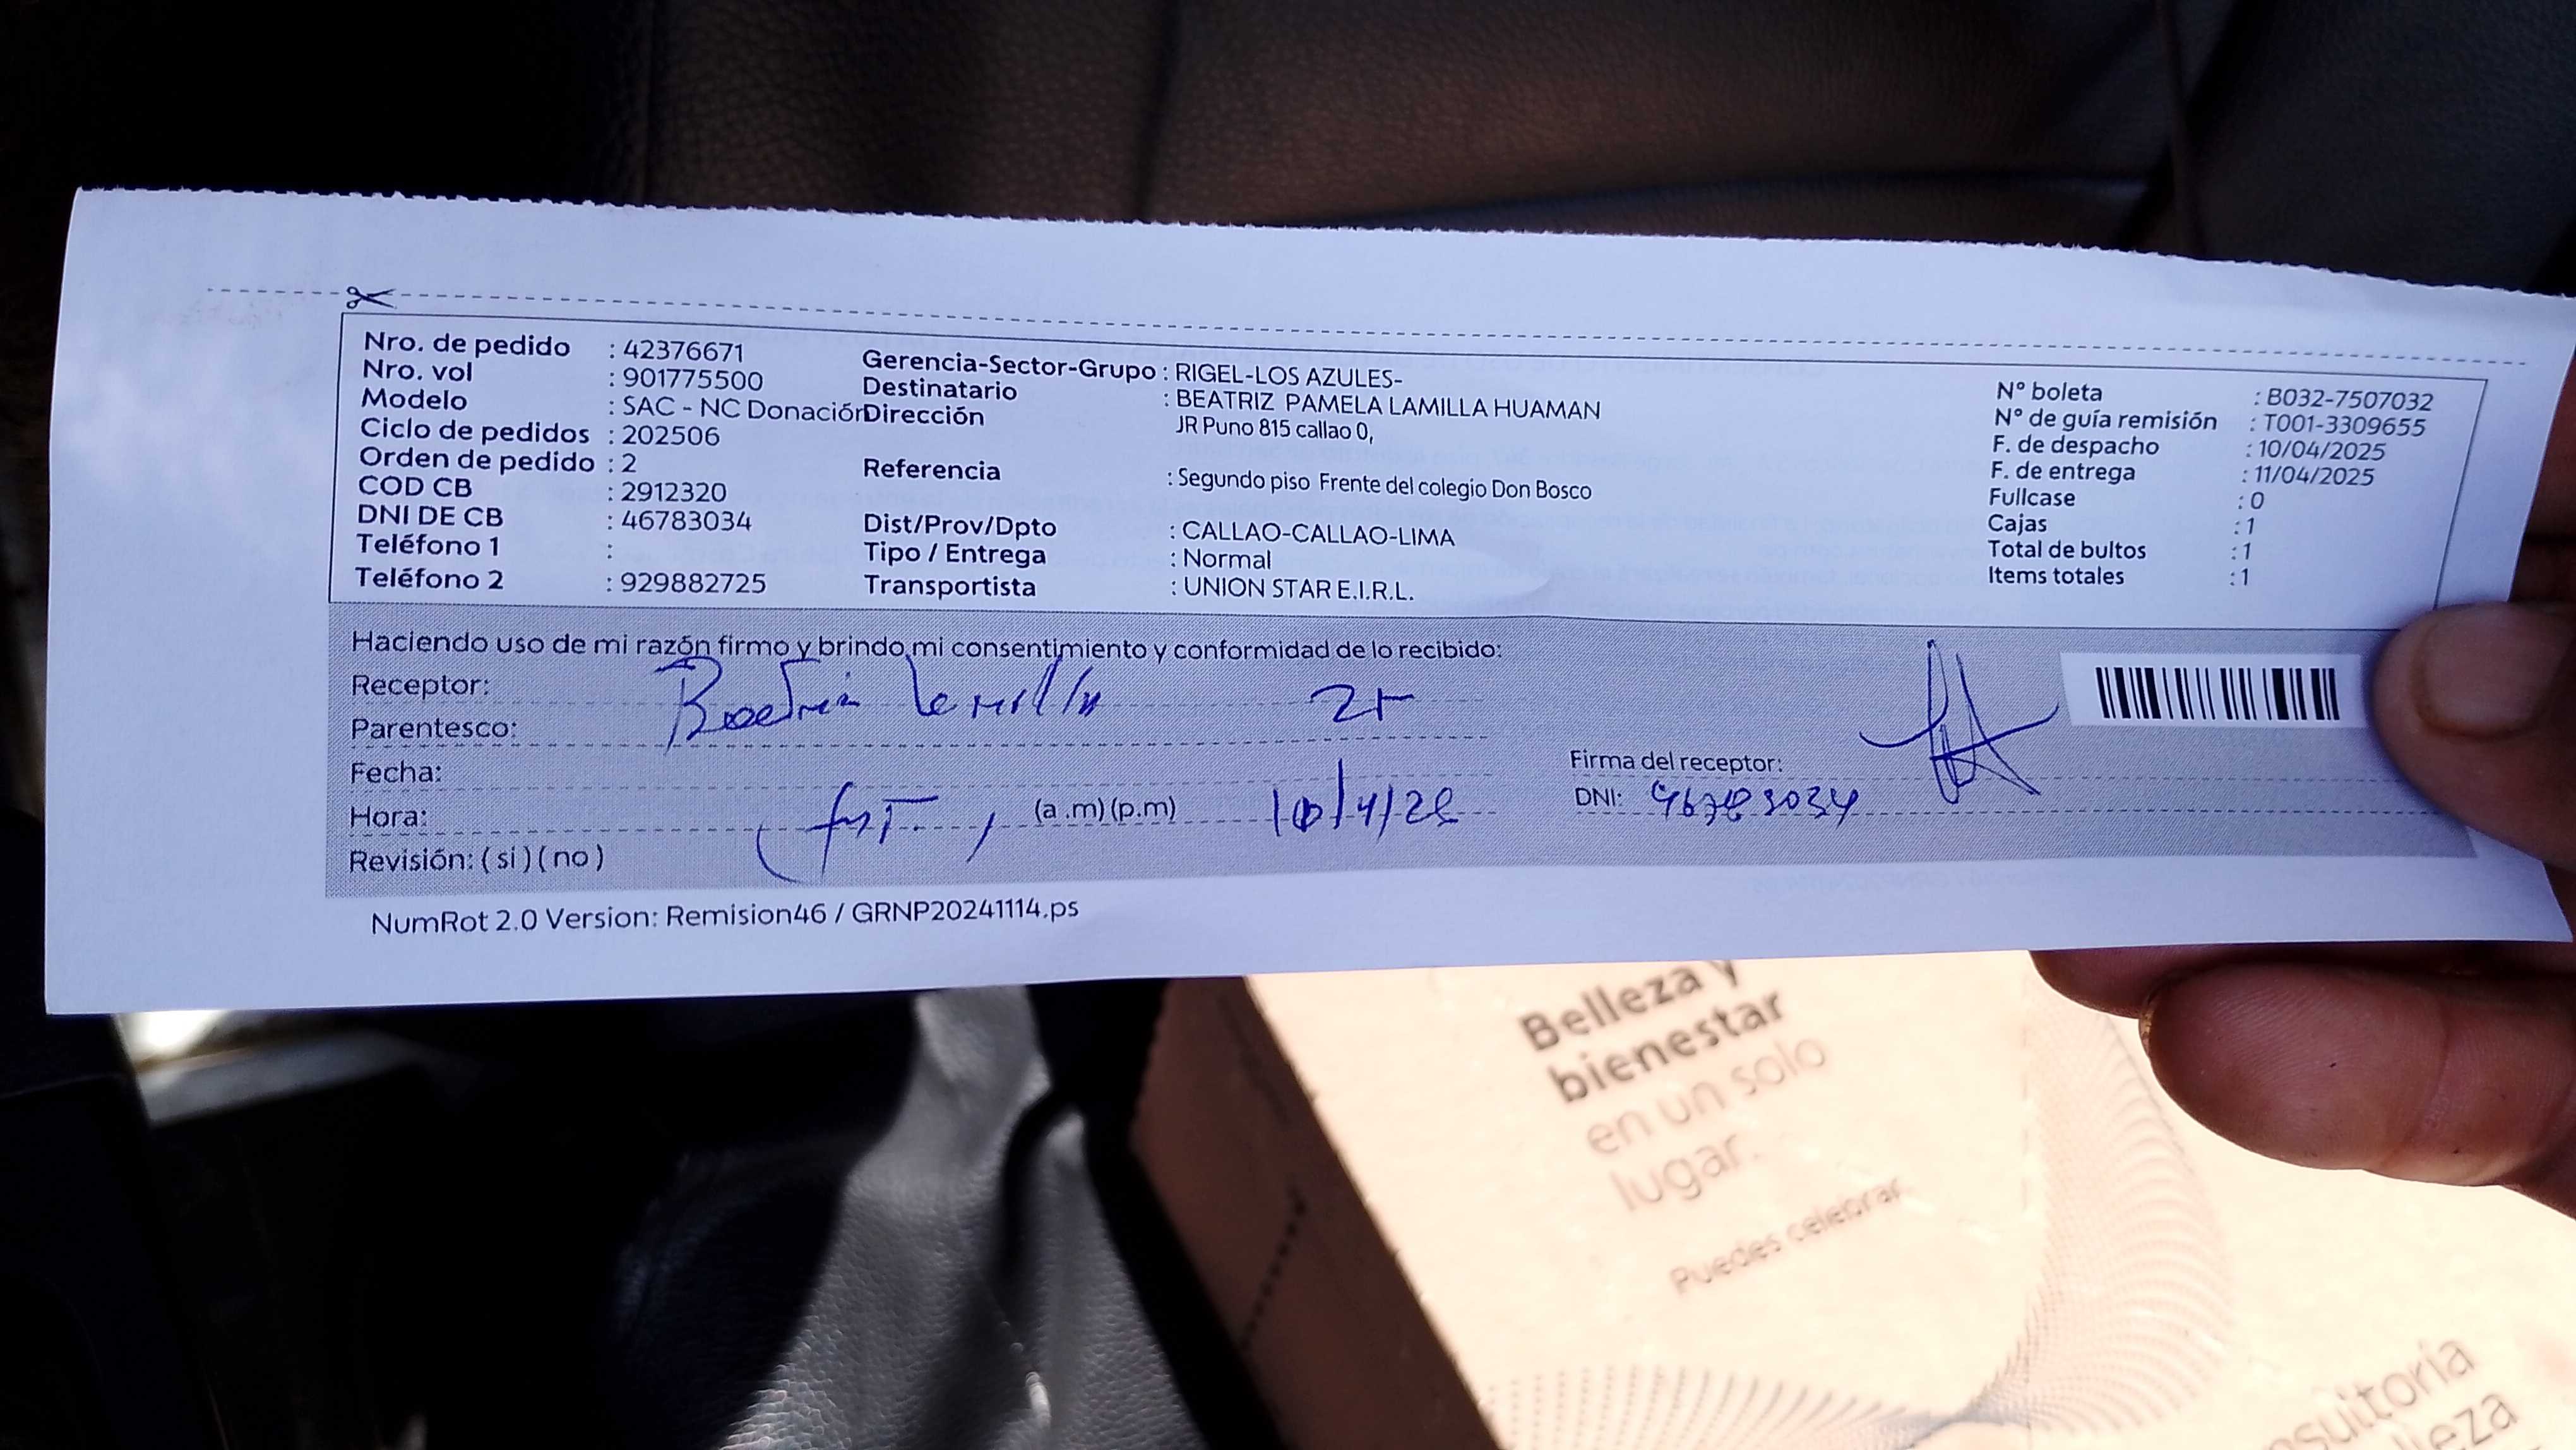 Nro. de pedido : 42376671
Nro. vol : 901775500
Modelo : SAC - NC Donación
Ciclo de pedidos : 202506
Orden de pedido : 2
COD CB : 2912320
DNI DE CB : 46783034
Teléfono 1 :
Teléfono 2 : 929882725
Gerencia-Sector-Grupo : RIGEL-LOS AZULES-
Destinatario : BEATRIZ PAMELA LAMILLA HUAMAN
Dirección JR Puno 815 callao 0,
Referencia : Segundo piso Frente del colegio Don Bosco
Dist/Prov/Dpto : CALLAO-CALLAO-LIMA
Tipo / Entrega : Normal
Transportista : UNION STAR E.I.R.L.
N° boleta : B032-7507032
N° de guía remisión : T001-3309655
F. de despacho : 10/04/2025
F. de entrega : 11/04/2025
Fullcase : 0
Cajas : 1
Total de bultos : 1
Items totales : 1
Haciendo uso de mi razón firmo y brindo mi consentimiento y conformidad de lo recibido:
Receptor:
Parentesco:
Fecha:
Hora: (a .m) (p.m)
Revisión: ( si ) ( no )
Firma del receptor:
DNI: 46783034
NumRot 2.0 Version: Remision46 / GRNP20241114.ps
Belleza y
bienestar
en un solo
lugar.
Puedes celebrar